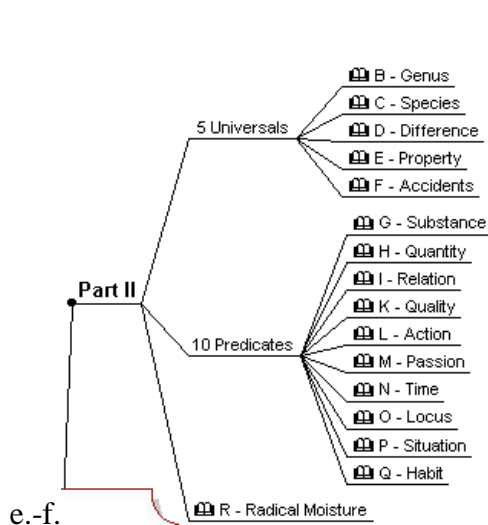 B - Genus
C - Species
5 Universals
D - Difference
E - Property
F - Accidents
G - Substance
H - Quantity
I - Relation
Part II
K - Quality
10 Predicates
L - Action
M - Passion
N - Time
O - Locus
P - Situation
Q - Habit
R - Radical Moisture
e.-f.